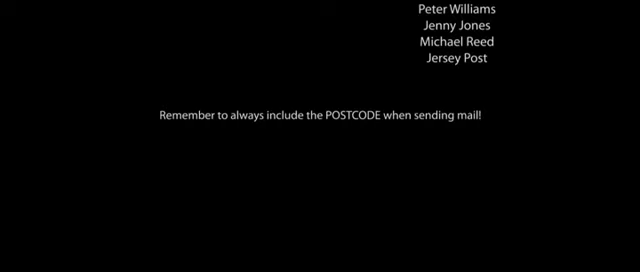 Peter Williams
Jenny Jones
Michael Reed
Jersey Post
Remember to always include the POSTCODE when sending mail!